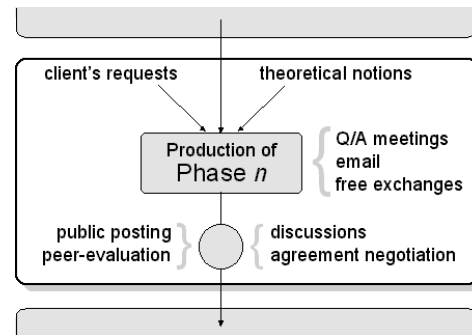 client's requests
theoretical notions
Production of
Phase n
Q/A meetings
email
free exchanges
public posting
peer-evaluation
discussions
agreement negotiation